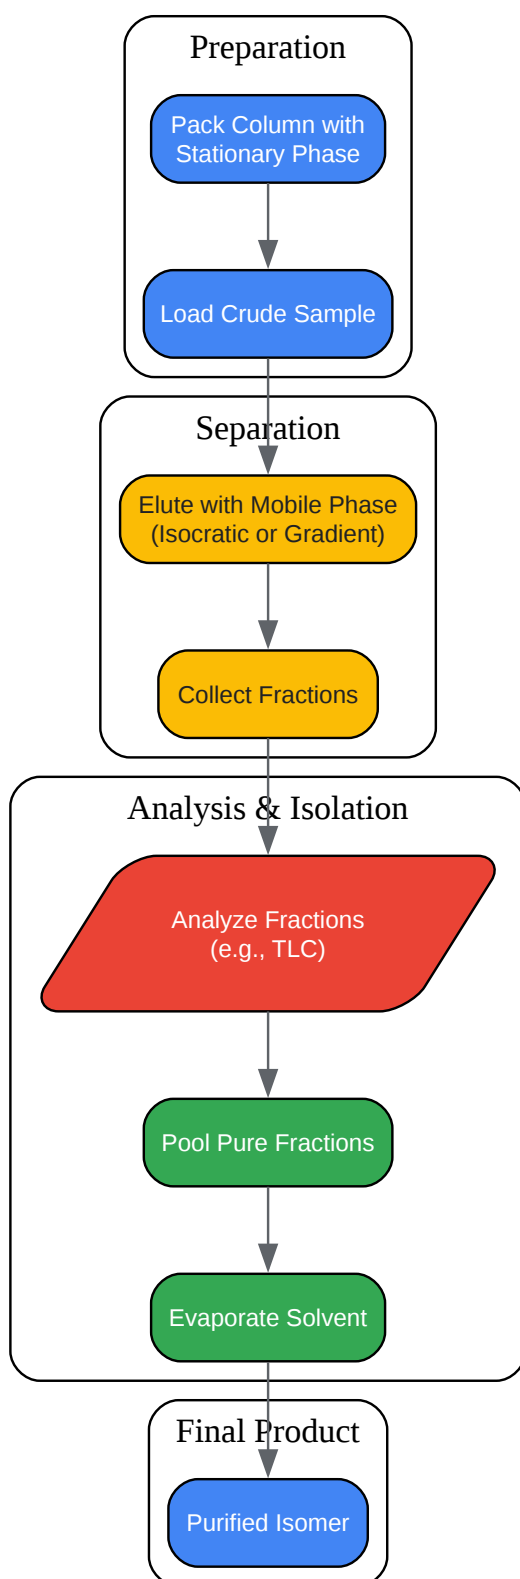 Preparation
Pack Column with
Stationary Phase
Load Crude Sample
Separation
Elute with Mobile Phase
(Isocratic or Gradient)
Collect Fractions
Analysis & Isolation
Analyze Fractions
(e.g., TLC)
Pool Pure Fractions
Evaporate Solvent
Final Product
Purified Isomer